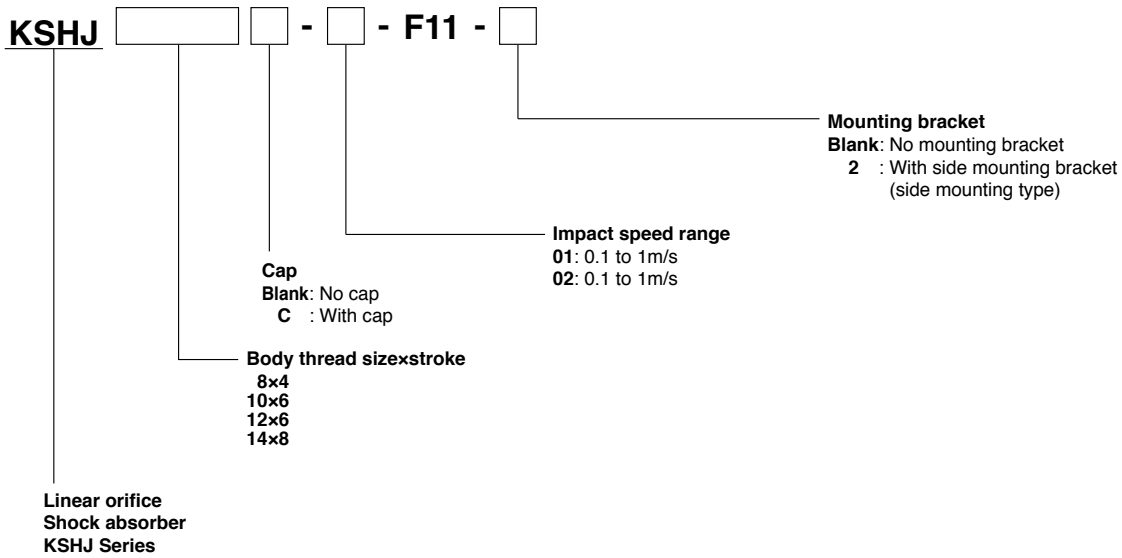 KSHJ - - F11 -
Mounting bracket
Blank: No mounting bracket
2 : With side mounting bracket
(side mounting type)
Impact speed range
01: 0.1 to 1m/s
02: 0.1 to 1m/s
Cap
Blank: No cap
C : With cap
Body thread size×stroke
8×4
10×6
12×6
14×8
Linear orifice
Shock absorber
KSHJ Series